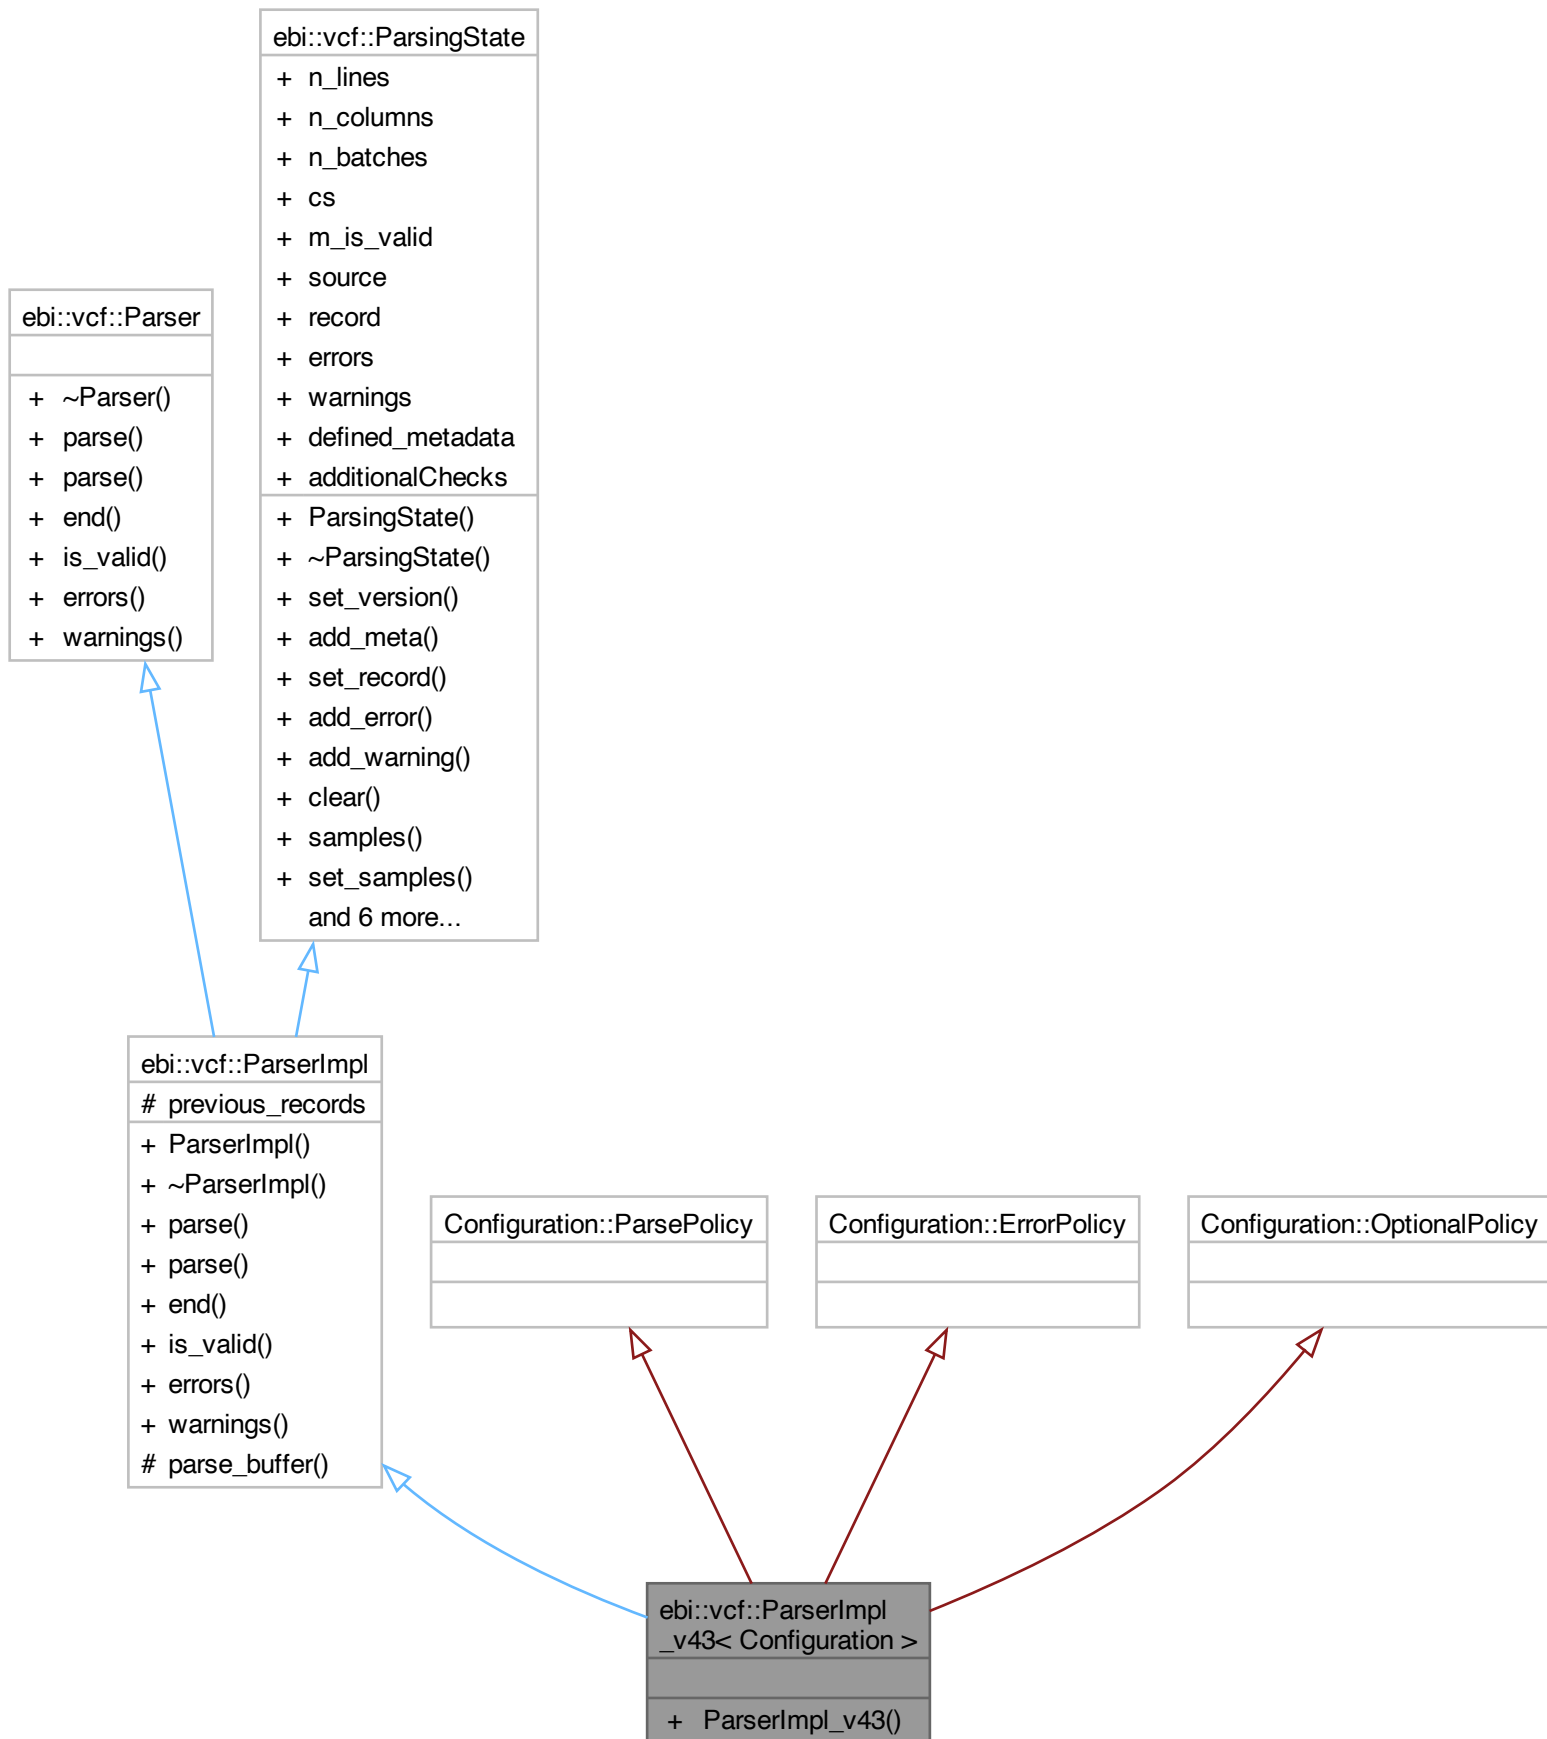 ebi::vcf::ParsingState
+ n_lines
+ n_columns
+ n_batches
+ cs
+ m_is_valid
+ source
+ record
+ errors
+ warnings
+ defined_metadata
+ additionalChecks
+ ParsingState()
+ ~ParsingState()
+ set_version()
+ add_meta()
+ set_record()
+ add_error()
+ add_warning()
+ clear()
+ samples()
+ set_samples()
and 6 more...
ebi::vcf::Parser
+ ~Parser()
+ parse()
+ parse()
+ end()
+ is_valid()
+ errors()
+ warnings()
ebi::vcf::ParserImpl
# previous_records
+ ParserImpl()
+ ~ParserImpl()
+ parse()
+ parse()
+ end()
+ is_valid()
+ errors()
+ warnings()
# parse_buffer()
Configuration::ParsePolicy
Configuration::ErrorPolicy
Configuration::OptionalPolicy
ebi::vcf::ParserImpl
_v43< Configuration >
+ ParserImpl_v43()